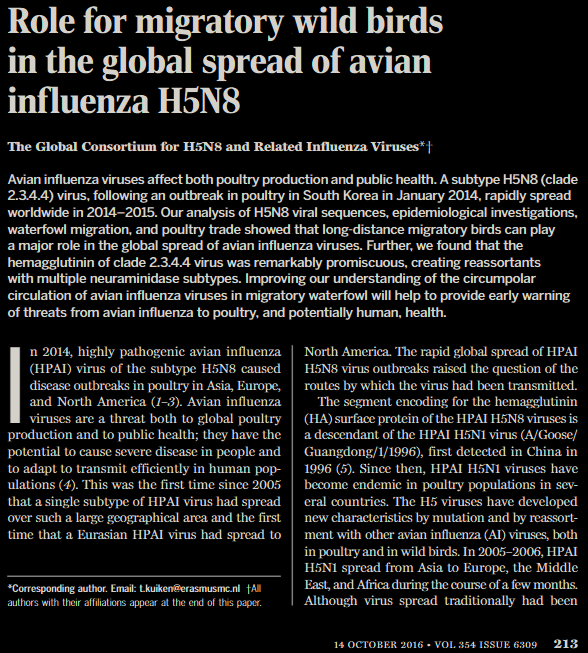 Role for migratory wild birds
in the global spread of avian
influenza H5N8
The Global Consortium for H5N8 and Related Influenza Viruses*†
Avian influenza viruses affect both poultry production and public health. A subtype H5N8 (clade
2.3.4.4) virus, following an outbreak in poultry in South Korea in January 2014, rapidly spread
worldwide in 2014–2015. Our analysis of H5N8 viral sequences, epidemiological investigations,
waterfowl migration, and poultry trade showed that long-distance migratory birds can play
a major role in the global spread of avian influenza viruses. Further, we found that the
hemagglutinin of clade 2.3.4.4 virus was remarkably promiscuous, creating reassortants
with multiple neuraminidase subtypes. Improving our understanding of the circumpolar
circulation of avian influenza viruses in migratory waterfowl will help to provide early warning
of threats from avian influenza to poultry, and potentially human, health.
In 2014, highly pathogenic avian influenza
(HPAI) virus of the subtype H5N8 caused
disease outbreaks in poultry in Asia, Europe,
and North America (1–3). Avian influenza
viruses are a threat both to global poultry
production and to public health; they have the
potential to cause severe disease in people and
to adapt to transmit efficiently in human pop-
ulations (4). This was the first time since 2005
that a single subtype of HPAI virus had spread
over such a large geographical area and the first
time that a Eurasian HPAI virus had spread to
*Corresponding author. Email: t.kuiken@erasmusmc.nl †All
authors with their affiliations appear at the end of this paper.
North America. The rapid global spread of HPAI
H5N8 virus outbreaks raised the question of the
routes by which the virus had been transmitted.
The segment encoding for the hemagglutinin
(HA) surface protein of the HPAI H5N8 viruses is
a descendant of the HPAI H5N1 virus (A/Goose/
Guangdong/1/1996), first detected in China in
1996 (5). Since then, HPAI H5N1 viruses have
become endemic in poultry populations in sev-
eral countries. The H5 viruses have developed
new characteristics by mutation and by reassort-
ment with other avian influenza (AI) viruses, both
in poultry and in wild birds. In 2005–2006, HPAI
H5N1 spread from Asia to Europe, the Middle
East, and Africa during the course of a few months.
Although virus spread traditionally had been
14 OCTOBER 2016 • VOL 354 ISSUE 6309 213